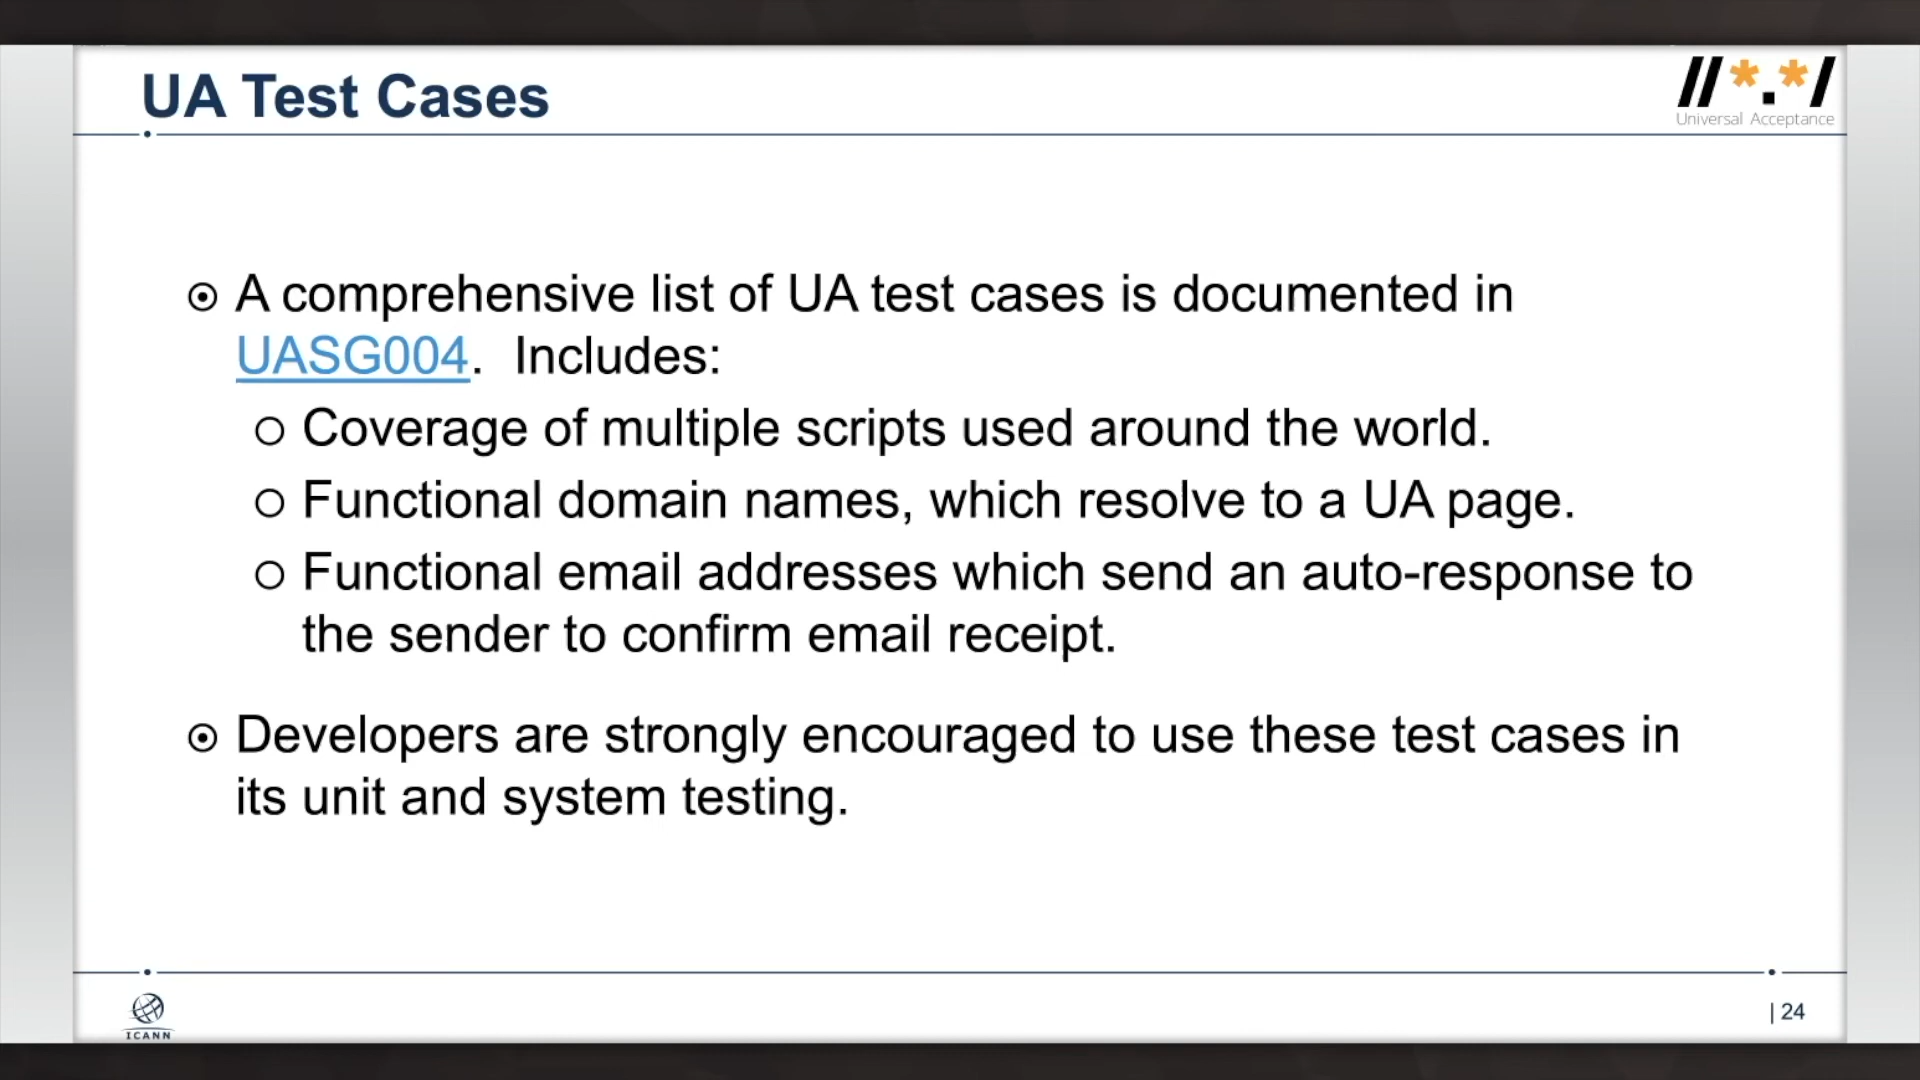 UA Test Cases
//*.*/
Universal Acceptance
A comprehensive list of UA test cases is documented in
UASG004. Includes:
Coverage of multiple scripts used around the world.
Functional domain names, which resolve to a UA page.
Functional email addresses which send an auto-response to
the sender to confirm email receipt.
Developers are strongly encouraged to use these test cases in
its unit and system testing.
ICANN
| 24